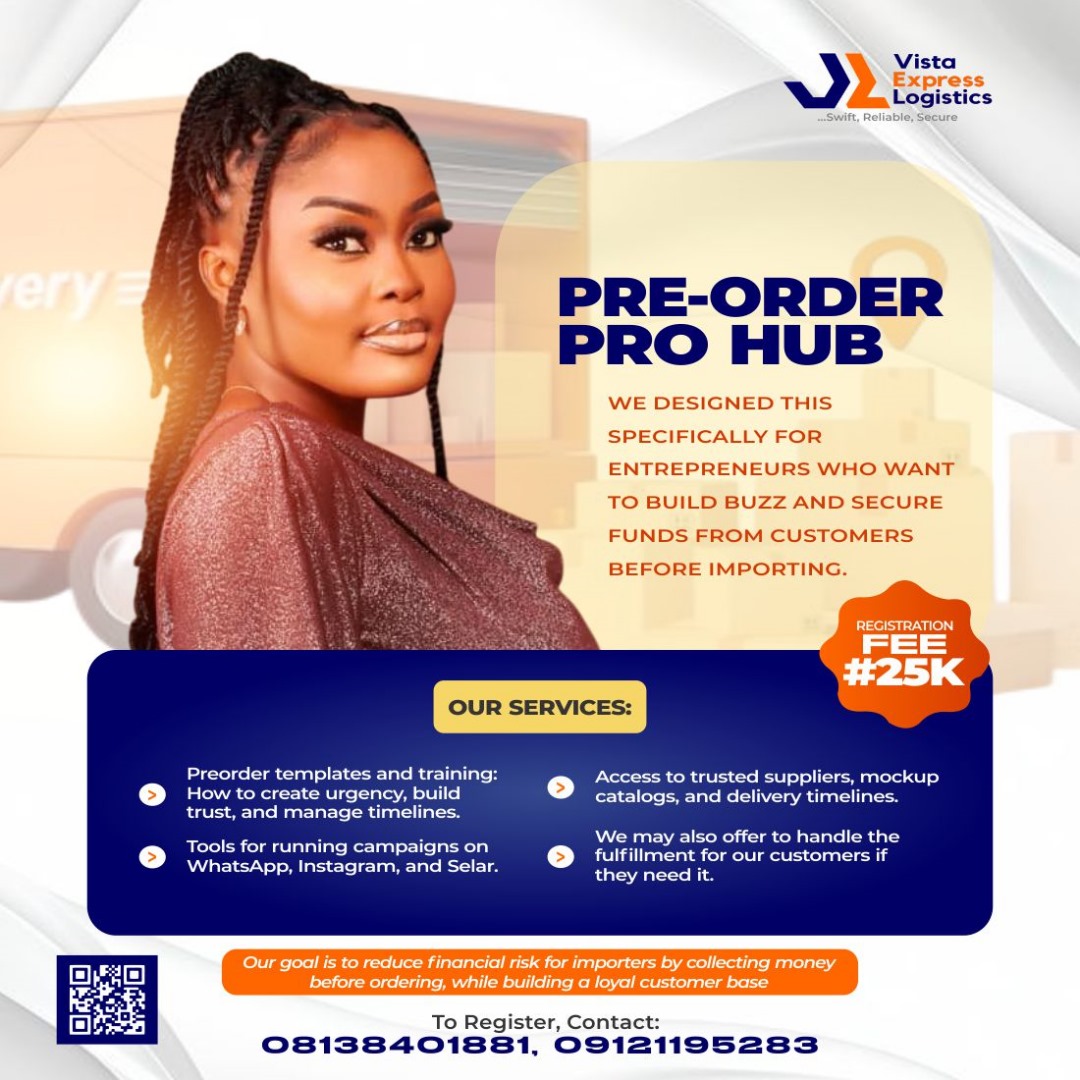 Vista
Express
Logistics
...Swift, Reliable, Secure
very
PRE-ORDER
PRO HUB
WE DESIGNED THIS
SPECIFICALLY FOR
ENTREPRENEURS WHO WANT
TO BUILD BUZZ AND SECURE
FUNDS FROM CUSTOMERS
BEFORE IMPORTING.
REGISTRATION
FEE
#25K
OUR SERVICES:
Preorder templates and training:
How to create urgency, build
trust, and manage timelines.
Tools for running campaigns on
WhatsApp, Instagram, and Selar.
Access to trusted suppliers, mockup
catalogs, and delivery timelines.
We may also offer to handle the
fulfillment for our customers if
they need it.
Our goal is to reduce financial risk for importers by collecting money
before ordering, while building a loyal customer base
To Register, Contact:
08138401881, 09121195283